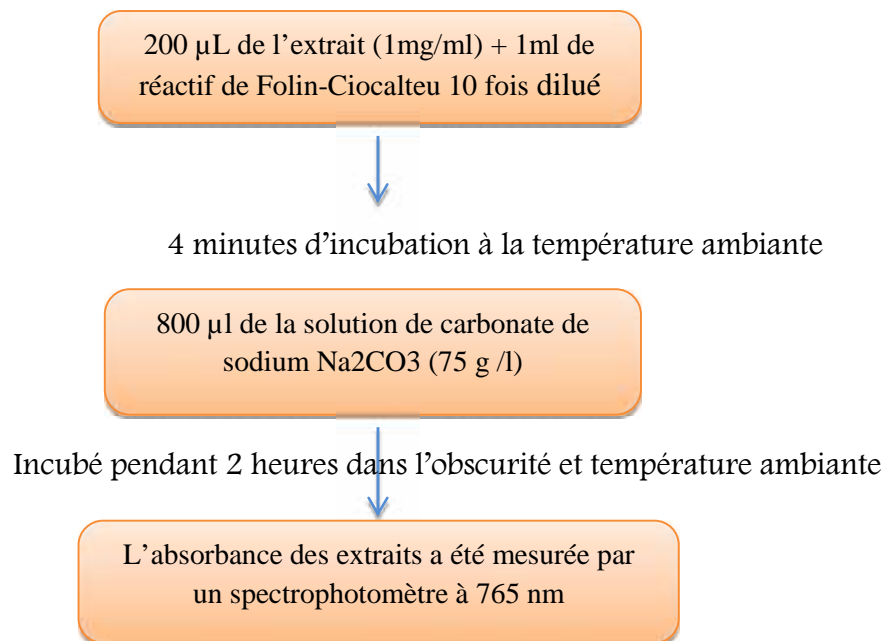 200 µL de l’extrait (1mg/ml) + 1ml de
réactif de Folin-Ciocalteu 10 fois dilué
4 minutes d’incubation à la température ambiante
800 µl de la solution de carbonate de
sodium Na2CO3 (75 g /l)
Incubé pendant 2 heures dans l’obscurité et température ambiante
L’absorbance des extraits a été mesurée par
un spectrophotomètre à 765 nm